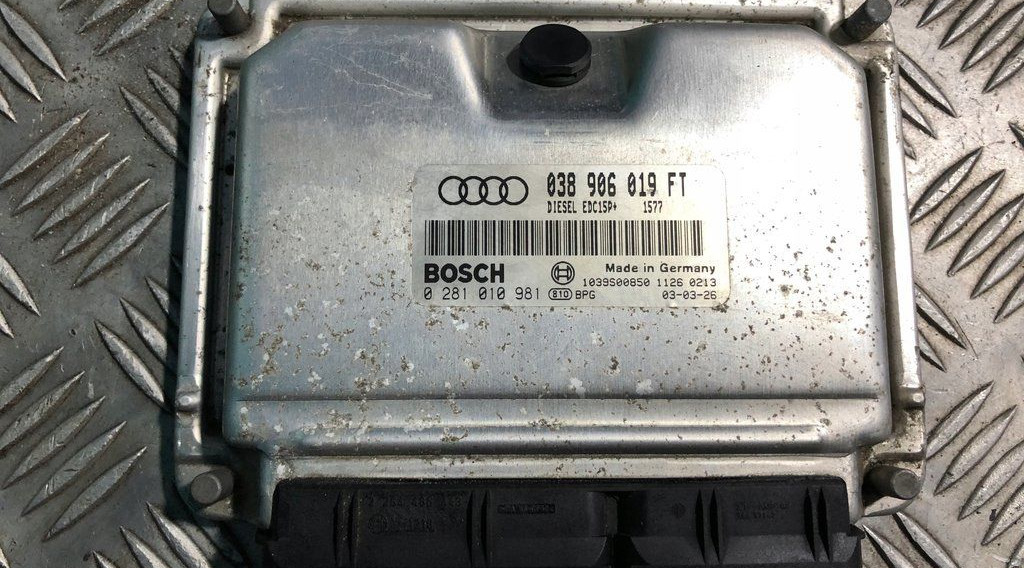 038 906 019 FT
DIESEL EDC15P+ 1577
BOSCH Made in Germany
1039S00850 1126 0213
0 281 010 981 810 BPG 03-03-26